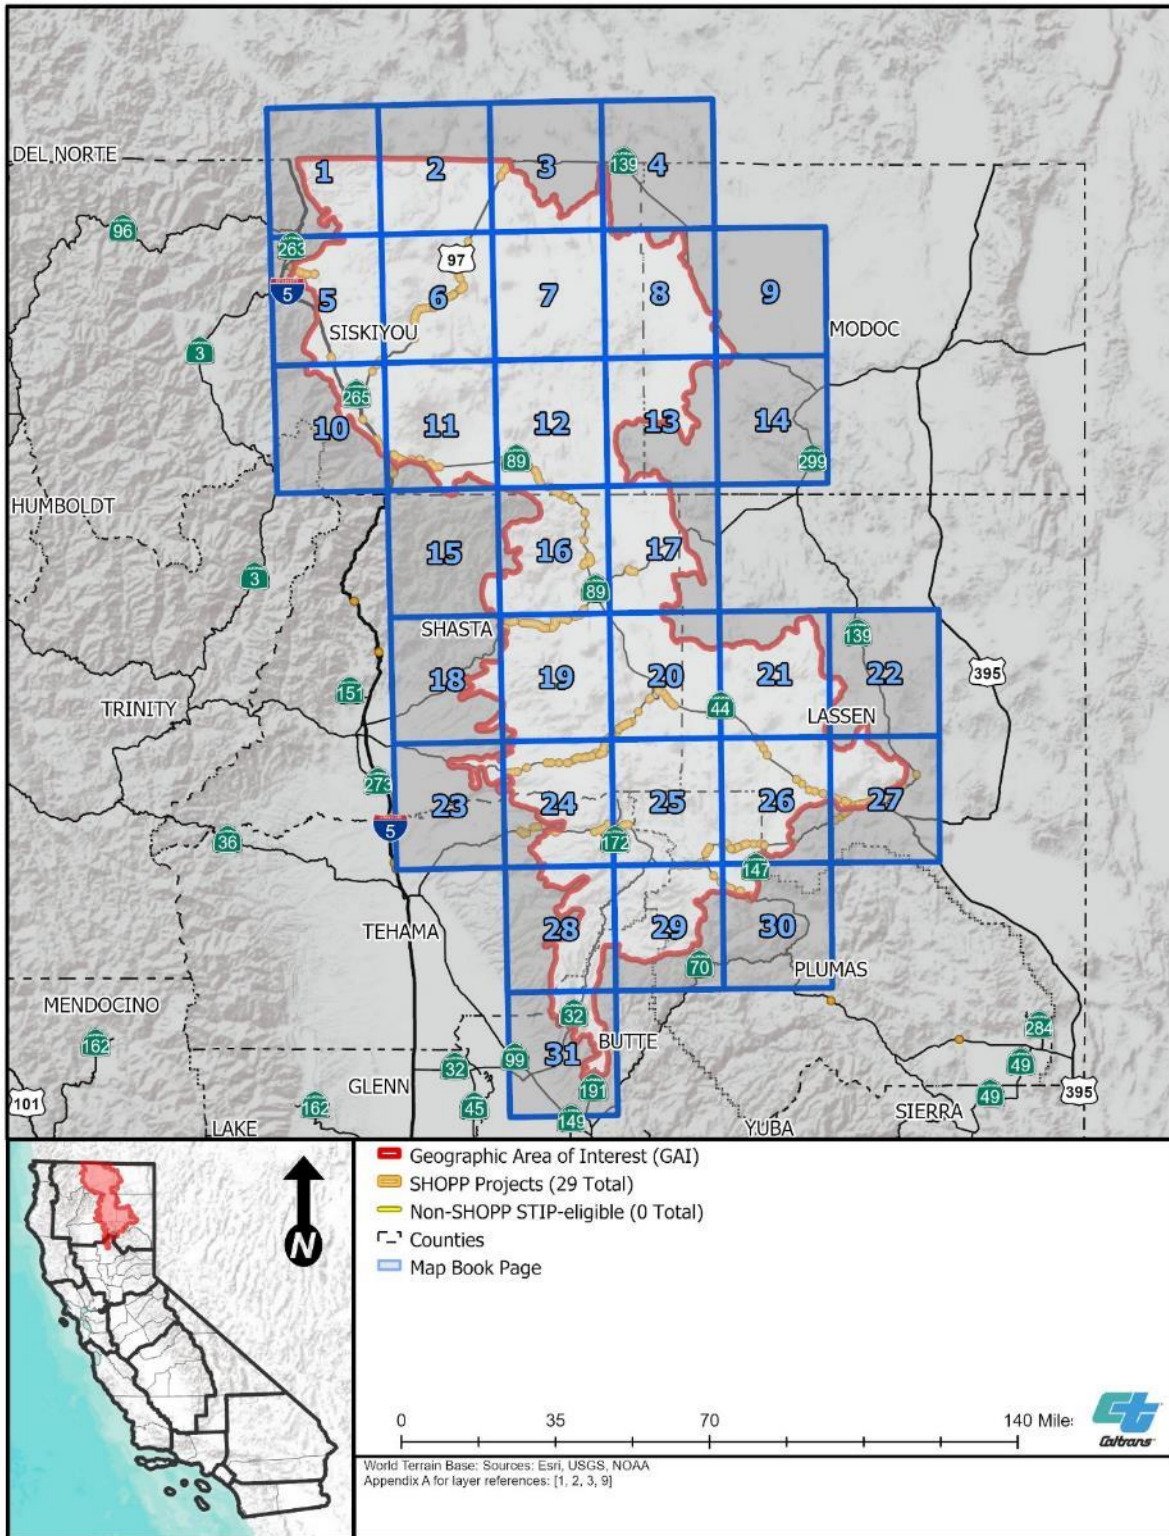 DEL NORTE
1
2
3
139
4
96
263
97
5
5
6
7
8
9
SISKIYOU
MODOC
3
265
10
11
12
13
14
89
299
HUMBOLDT
15
16
17
3
89
SHASTA
139
18
19
20
21
22
395
151
TRINITY
44
LASSEN
273
23
24
25
26
27
5
36
172
147
TEHAMA
28
29
30
70
PLUMAS
MENDOCINO
32
284
162
99
31
BUTTE
49
32
GLENN
191
101
162
45
149
49
395
SIERRA
LAKE
YUBA
Geographic Area of Interest (GAI)
SHOPP Projects (29 Total)
Non-SHOPP STIP-eligible (0 Total)
Counties
Map Book Page
N
0 35 70 140 Miles
Caltrans
World Terrain Base: Sources: Esri, USGS, NOAA
Appendix A for layer references: [1, 2, 3, 9]